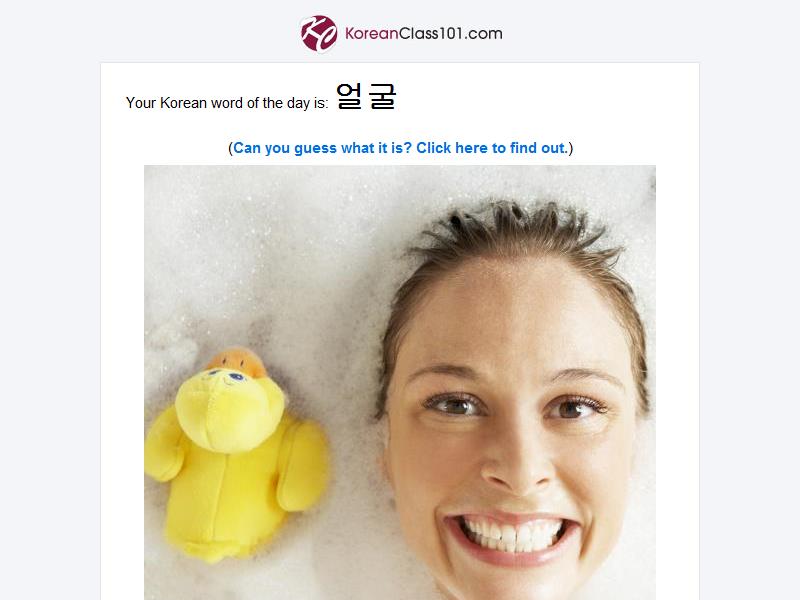 KoreanClass101.com
Your Korean word of the day is: 얼굴
(Can you guess what it is? Click here to find out.)